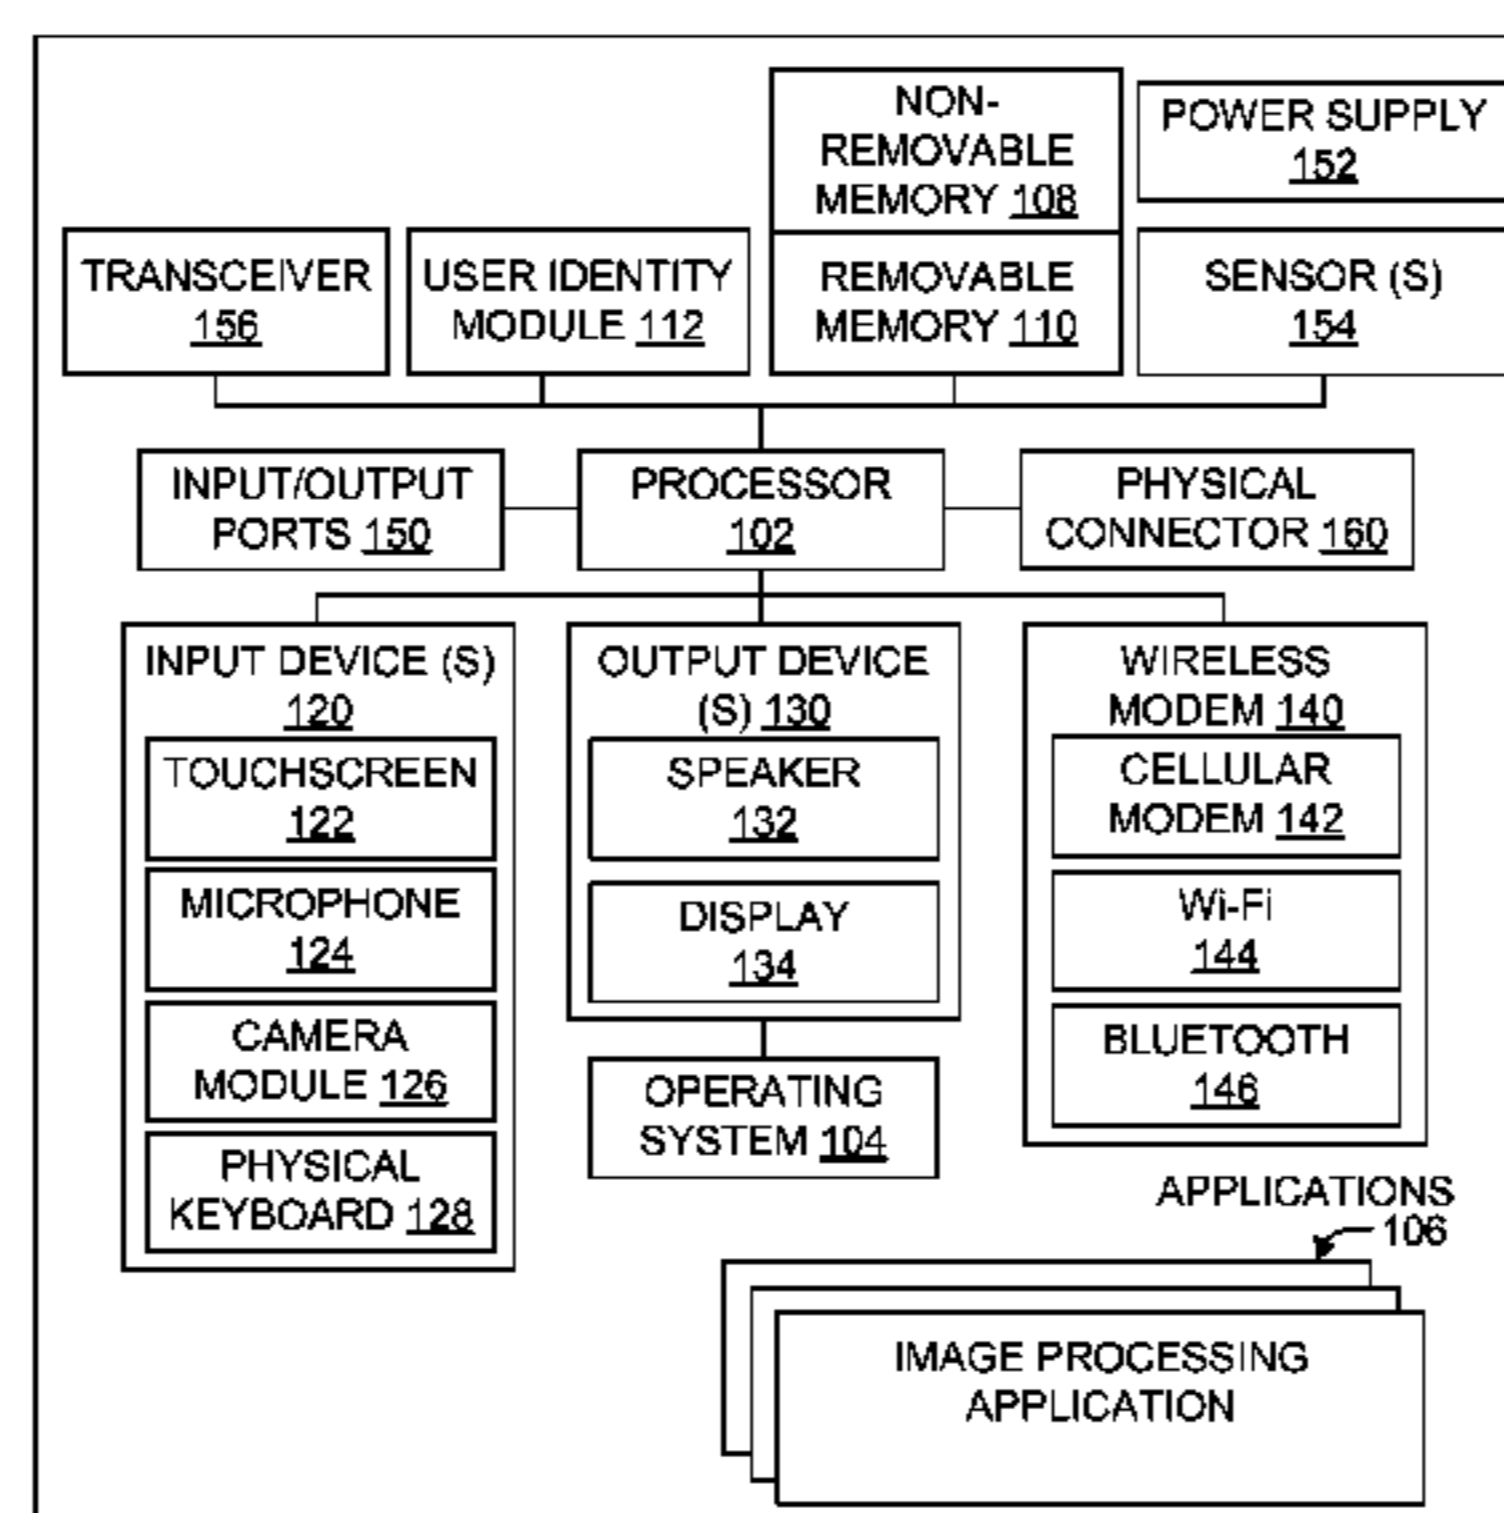 NON-
REMOVABLE
MEMORY 108
POWER SUPPLY
152
TRANSCEIVER
156
USER IDENTITY
MODULE 112
REMOVABLE
MEMORY 110
SENSOR (S)
154
INPUT/OUTPUT
PORTS 150
PROCESSOR
102
PHYSICAL
CONNECTOR 160
INPUT DEVICE (S)
120
TOUCHSCREEN
122
MICROPHONE
124
CAMERA
MODULE 126
PHYSICAL
KEYBOARD 128
OUTPUT DEVICE
(S) 130
SPEAKER
132
DISPLAY
134
OPERATING
SYSTEM 104
WIRELESS
MODEM 140
CELLULAR
MODEM 142
Wi-Fi
144
BLUETOOTH
146
APPLICATIONS
106
IMAGE PROCESSING
APPLICATION